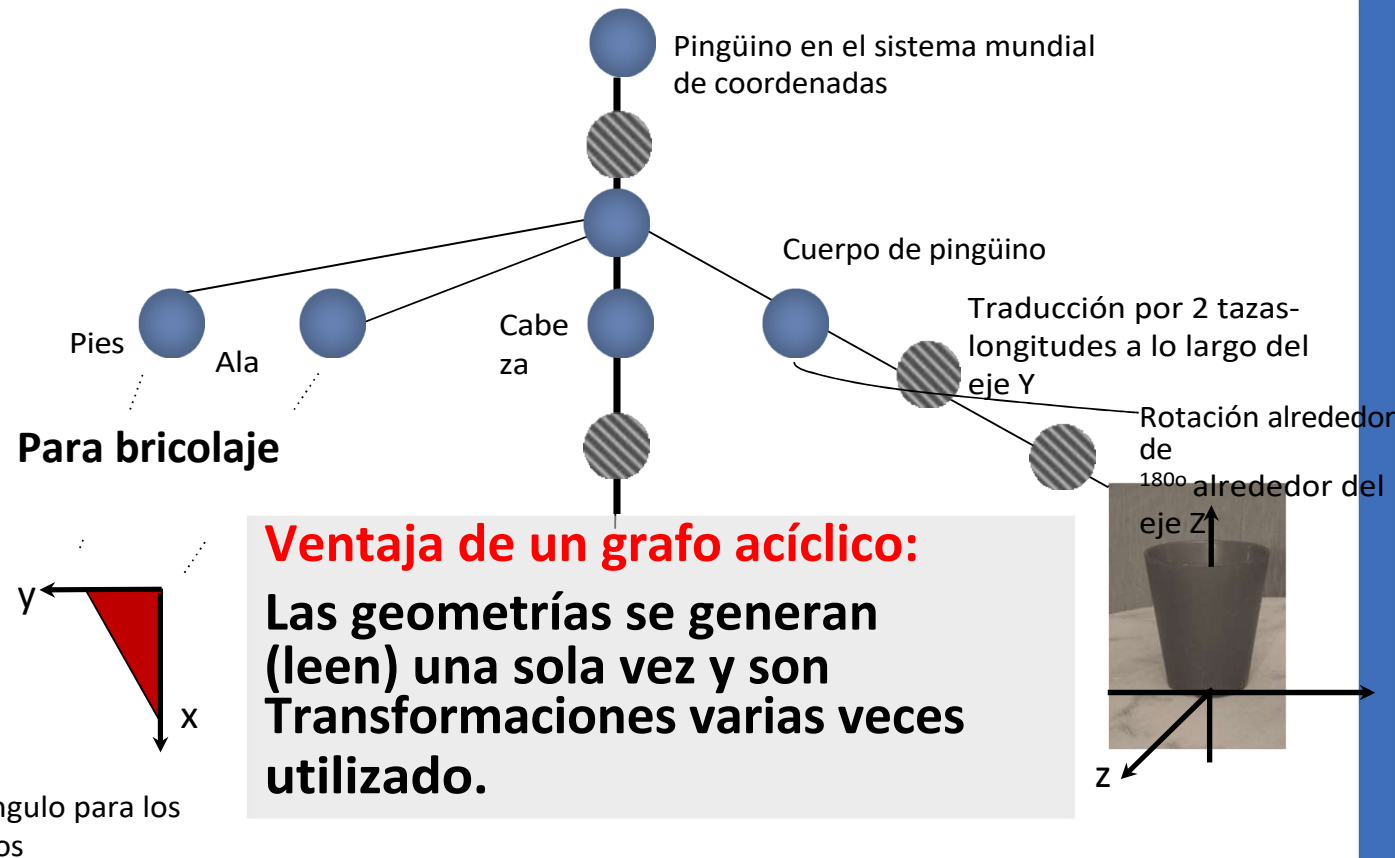 Pingüino en el sistema mundial
de coordenadas
Cuerpo de pingüino
Pies
Ala
Cabe
za
Traducción por 2 tazas-
longitudes a lo largo del
eje Y
Rotación alrededor
de
180o alrededor del
eje Z
Para bricolaje
Ventaja de un grafo acíclico:
Las geometrías se generan
(leen) una sola vez y son
Transformaciones varias veces
utilizado.
y
x
z
ngulo para los
os